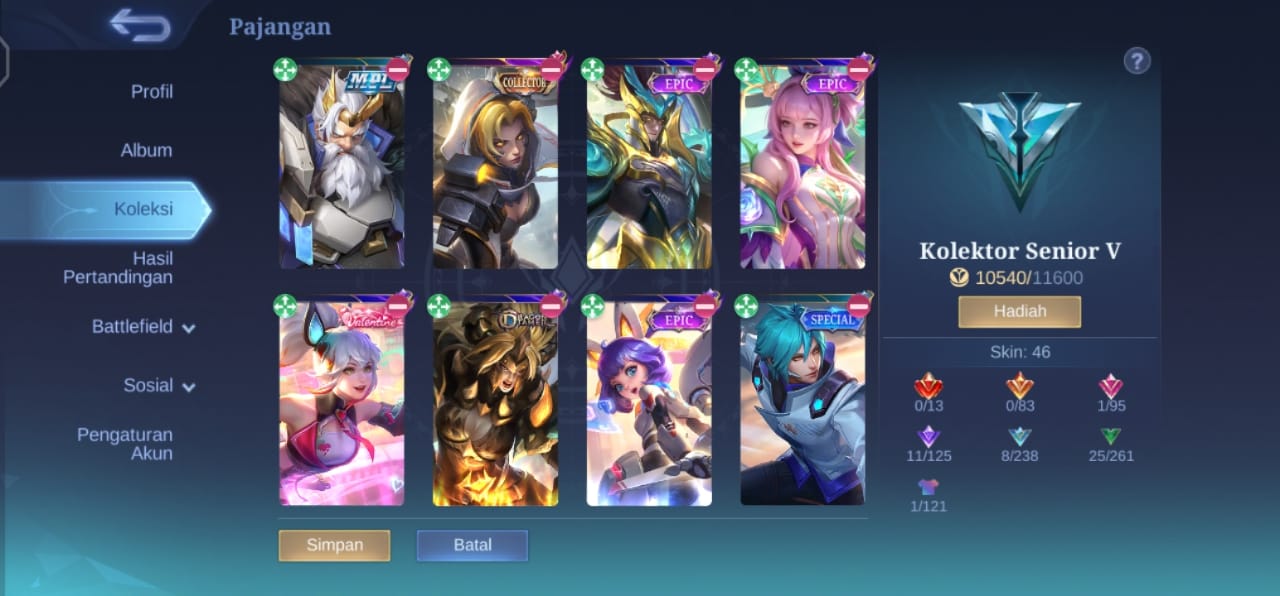 Pajangan
Profil
Album
Koleksi
Hasil
Pertandingan
Battlefield
Sosial
Pengaturan
Akun
MPL
COLLECTOR
EPIC
EPIC
Valentine
DRAGON
TAMER
EPIC
SPECIAL
Simpan
Batal
?
Kolektor Senior V
10540/11600
Hadiah
Skin: 46
0/13
0/83
1/95
11/125
8/238
25/261
1/121